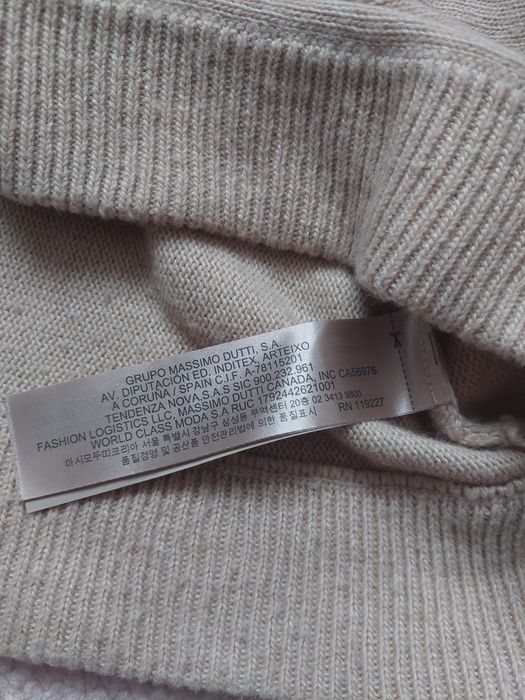 GRUPO MASSIMO DUTTI, S.A.
AV. DIPUTACIÓN ED. INDITEX, ARTEIXO
A CORUÑA / SPAIN C.I.F. A-78115201
TENDENZA NOVA,S.A.S SIC 900.232.961
FASHION LOGISTICS LLC, MASSIMO DUTTI CANADA, INC CA56976
WORLD CLASS MODA S.A RUC 1792442621001
마시모두띠코리아 서울 특별시 강남구 삼성동 무역센터 20층 02 3413 9800
품질경영 및 공산품 안전관리법에 의한 품질표시 RN 119227